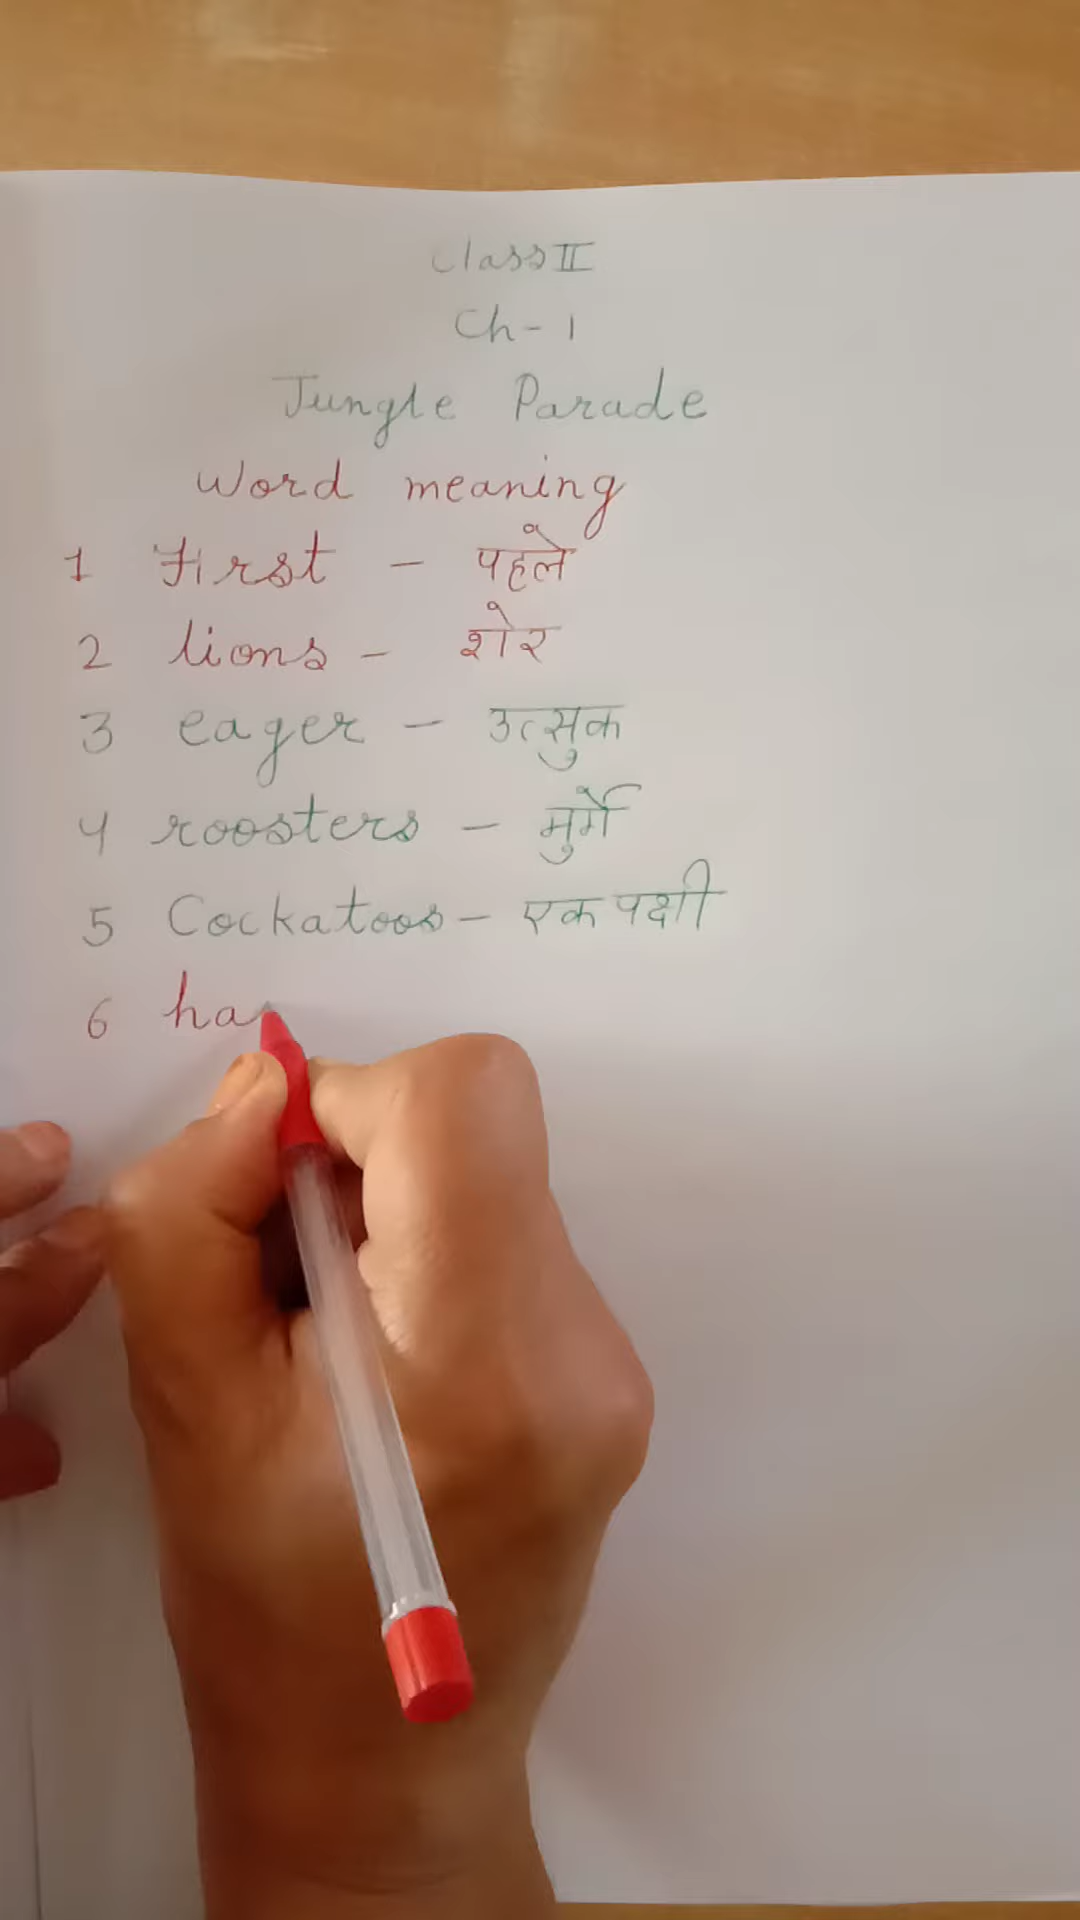 Class II
Ch-1
Jungle Parade
Word meaning
1 First - पहले
2 lions - शेर
3 eager - उत्सुक
4 roosters - मुर्गे
5 Cockatoos - एक पक्षी
6 ha